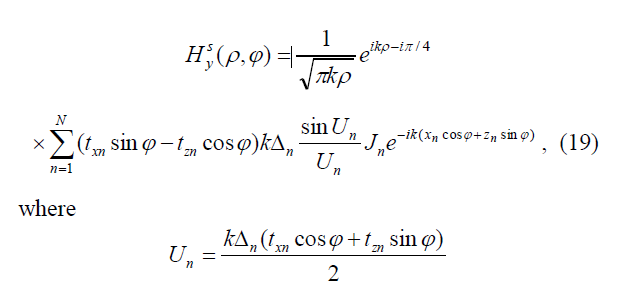 H_y^s(ρ,φ) =| 1/√(πkρ) e^{ikρ−iπ/4}
× ∑_{n=1}^{N} (t_{xn} sin φ − t_{zn} cos φ)kΔ_n (sin U_n / U_n) J_n e^{−ik(x_n cos φ + z_n sin φ)} , (19)
where
U_n = kΔ_n(t_{xn} cos φ + t_{zn} sin φ) / 2